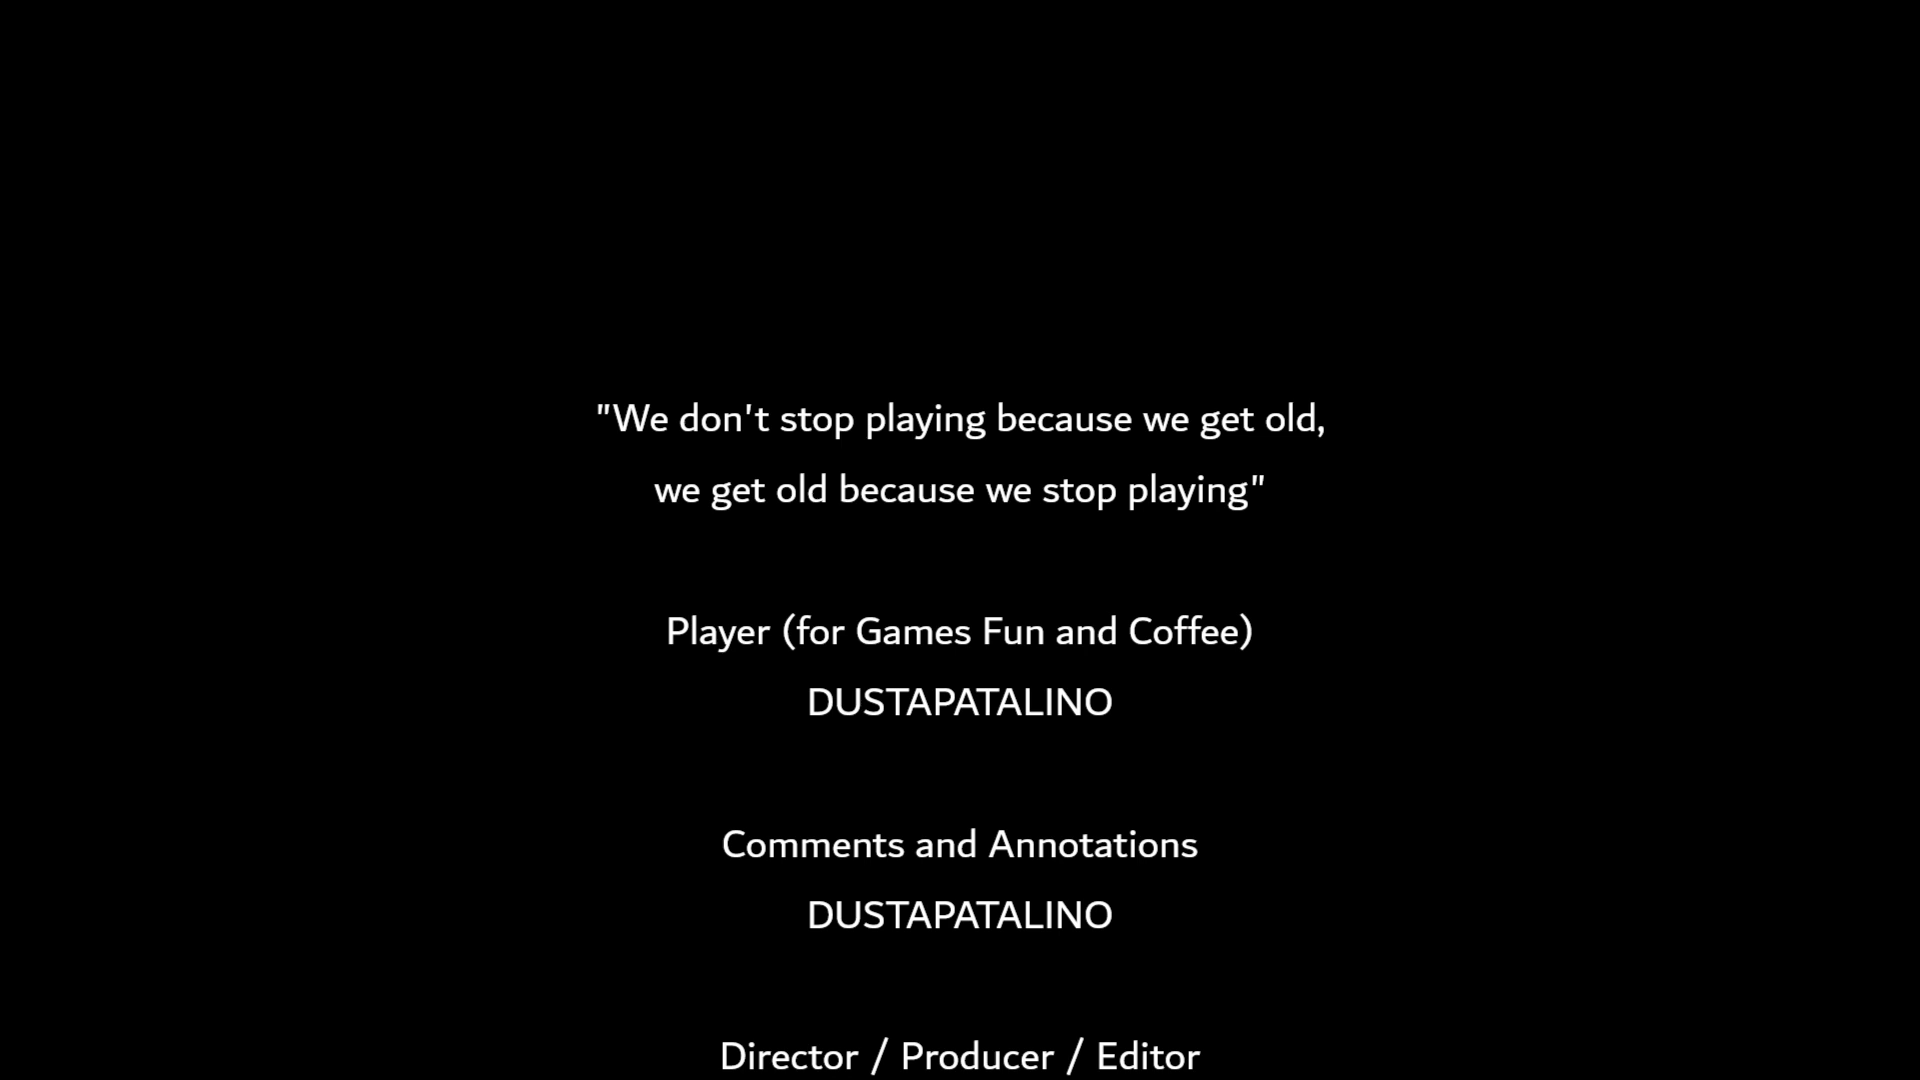 "We don't stop playing because we get old,
we get old because we stop playing"
Player (for Games Fun and Coffee)
DUSTAPATALINO
Comments and Annotations
DUSTAPATALINO
Director / Producer / Editor